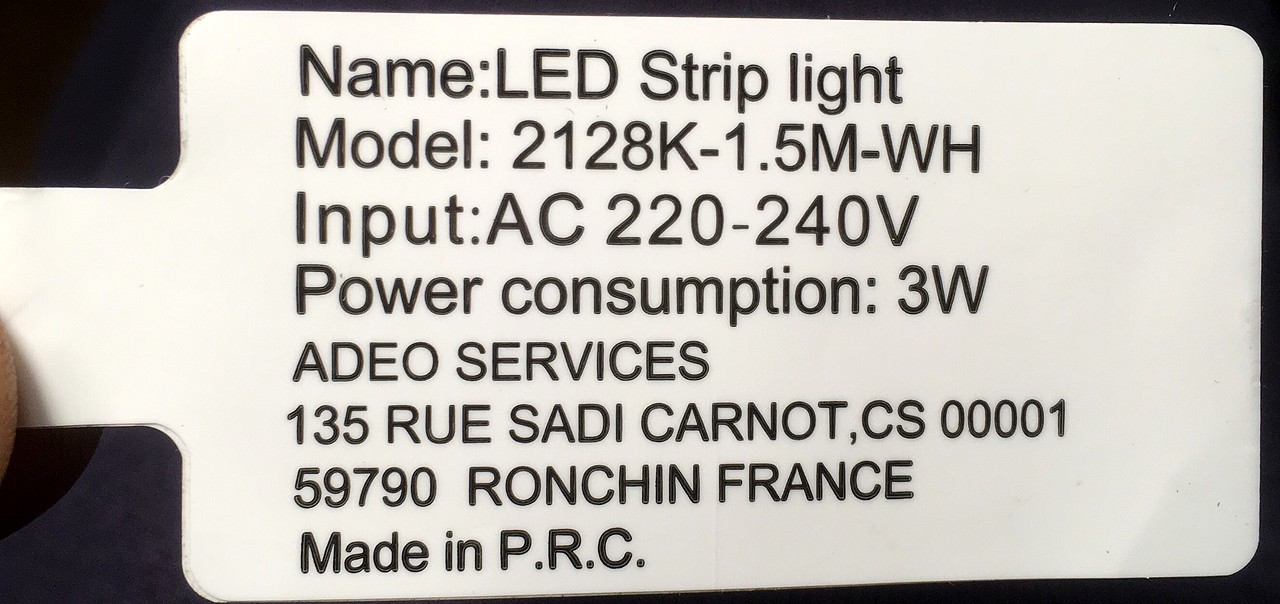 Name:LED Strip light
Model: 2128K-1.5M-WH
Input:AC 220-240V
Power consumption: 3W
ADEO SERVICES
135 RUE SADI CARNOT,CS 00001
59790 RONCHIN FRANCE
Made in P.R.C.